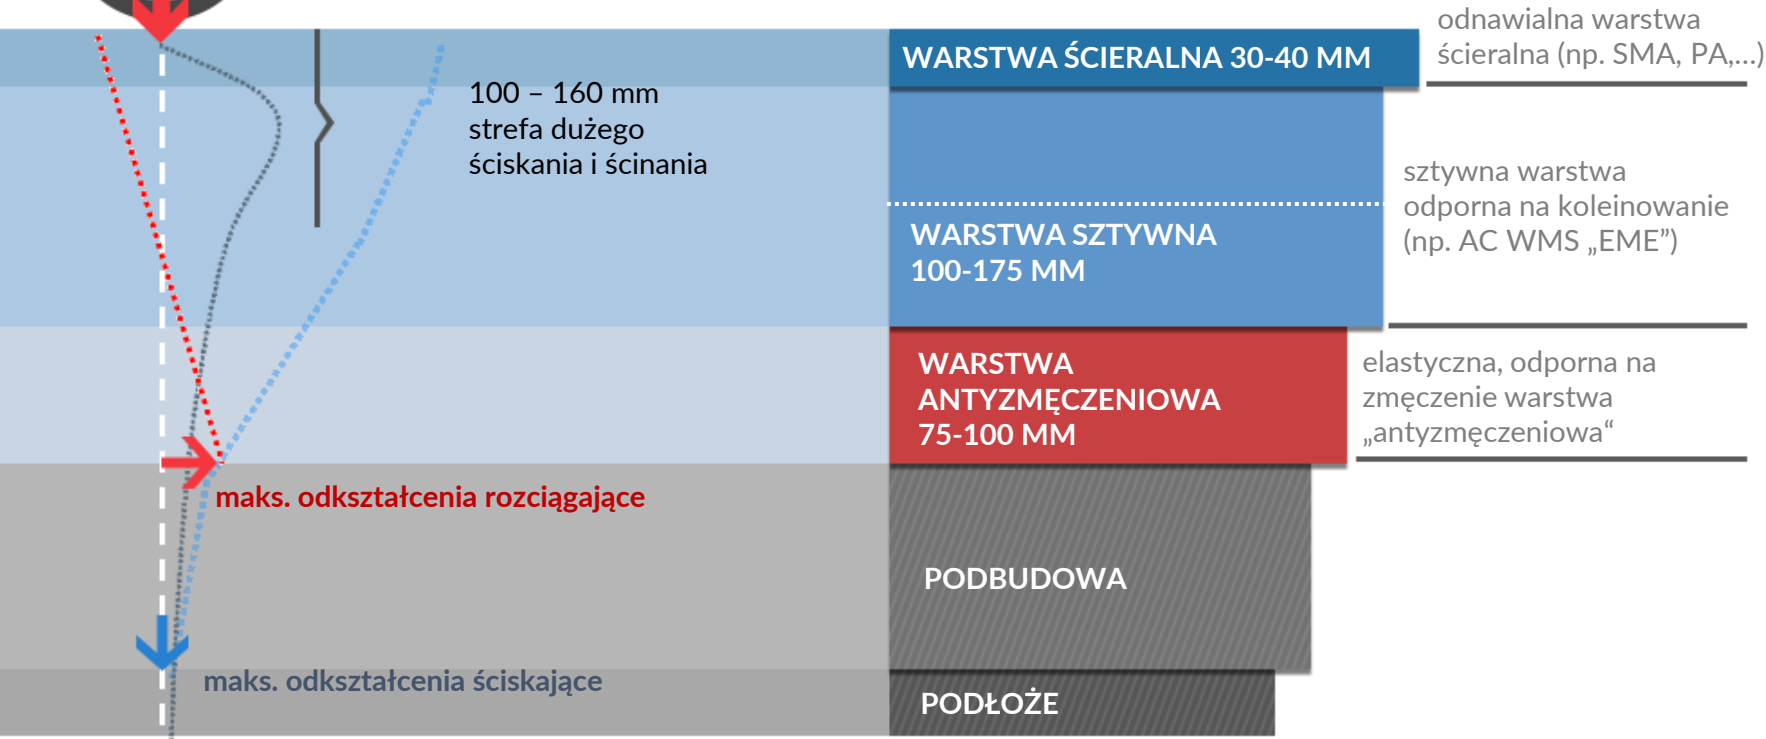 odnawialna warstwa
ścieralna (np. SMA, PA,...)
WARSTWA ŚCIERALNA 30-40 MM
100 – 160 mm
strefa dużego
ściskania i ścinania
sztywna warstwa
odporna na koleinowanie
(np. AC WMS „EME”)
WARSTWA SZTYWNA
100-175 MM
WARSTWA
ANTYZMĘCZENIOWA
75-100 MM
elastyczna, odporna na
zmęczenie warstwa
„antyzmęczeniowa“
maks. odkształcenia rozciągające
PODBUDOWA
maks. odkształcenia ściskające
PODŁOŻE